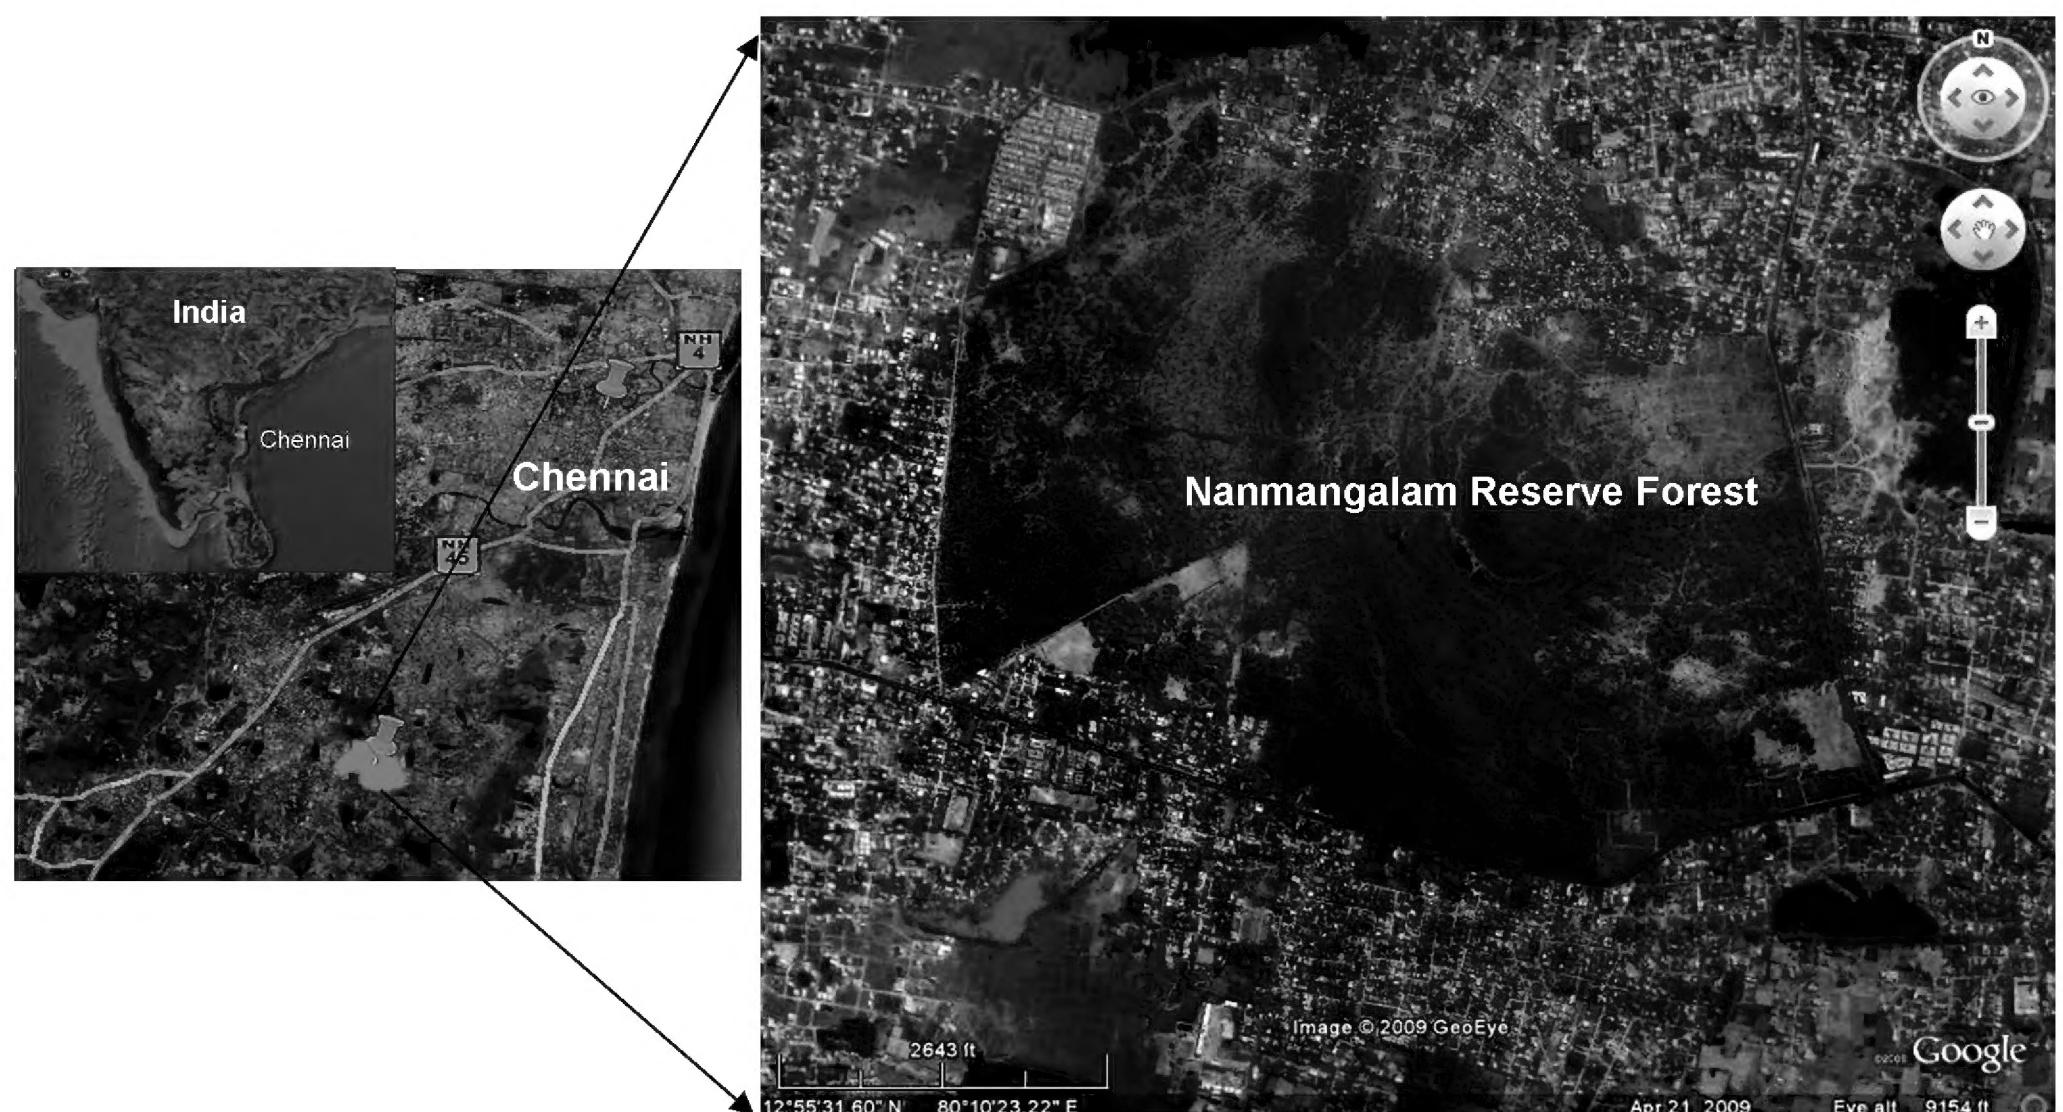 India
Chennai
NH
4
Chennai
NH
45
N
Nanmangalam Reserve Forest
Image © 2009 GeoEye
2643 ft
Google
12°55'31.60" N 80°10'23.22" E
Apr 21, 2009
Eye alt 9154 ft